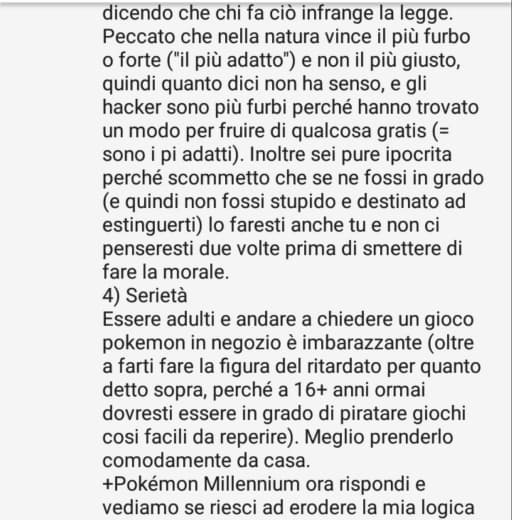 dicendo che chi fa ciò infrange la legge.
Peccato che nella natura vince il più furbo
o forte ("il più adatto") e non il più giusto,
quindi quanto dici non ha senso, e gli
hacker sono più furbi perché hanno trovato
un modo per fruire di qualcosa gratis (=
sono i pi adatti). Inoltre sei pure ipocrita
perché scommetto che se ne fossi in grado
(e quindi non fossi stupido e destinato ad
estinguerti) lo faresti anche tu e non ci
penseresti due volte prima di smettere di
fare la morale.
4) Serietà
Essere adulti e andare a chiedere un gioco
pokemon in negozio è imbarazzante (oltre
a farti fare la figura del ritardato per quanto
detto sopra, perché a 16+ anni ormai
dovresti essere in grado di piratare giochi
cosi facili da reperire). Meglio prenderlo
comodamente da casa.
+Pokémon Millennium ora rispondi e
vediamo se riesci ad erodere la mia logica